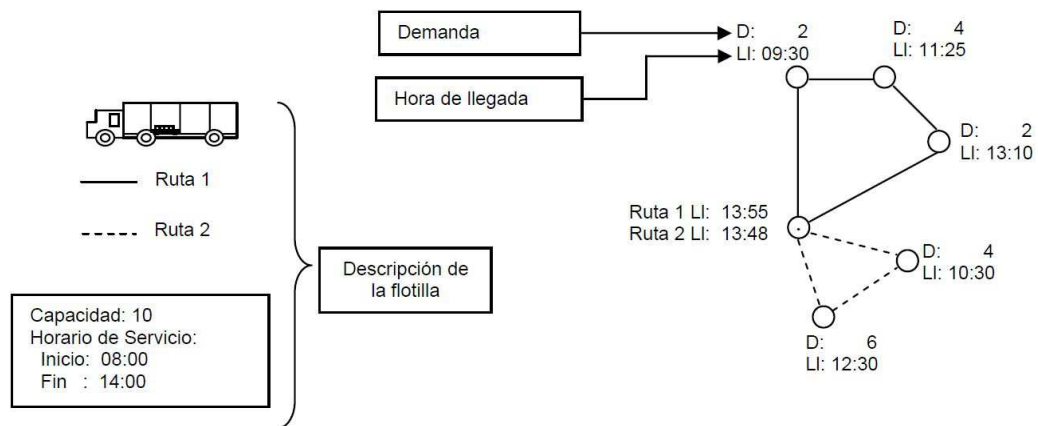 Demanda
Hora de llegada
D: 2
LI: 09:30
D: 4
LI: 11:25
D: 2
LI: 13:10
Ruta 1
Ruta 2
Ruta 1 LI: 13:55
Ruta 2 LI: 13:48
D: 4
LI: 10:30
D: 6
LI: 12:30
Descripción de
la flotilla
Capacidad: 10
Horario de Servicio:
Inicio: 08:00
Fin : 14:00